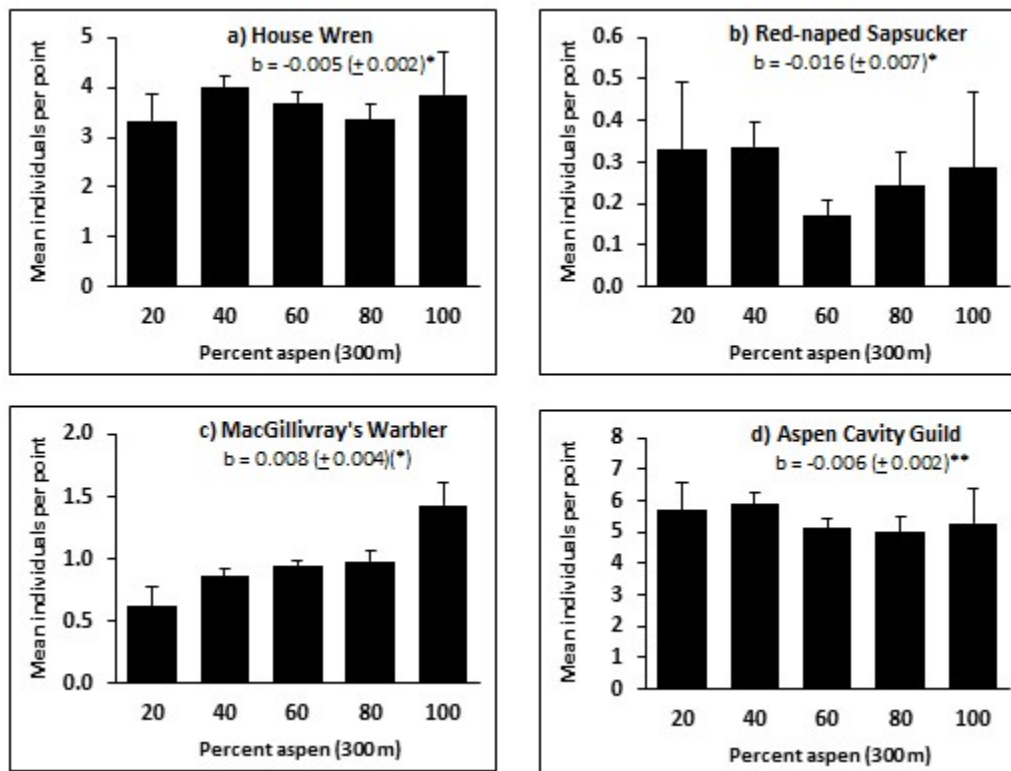 a) House Wren
b = -0.005 (± 0.002)*
Mean individuals per point
5
4
3
2
1
0
20 40 60 80 100
Percent aspen (300m)
b) Red-naped Sapsucker
b = -0.016 (± 0.007)*
Mean individuals per point
0.6
0.5
0.4
0.3
0.2
0.1
0.0
20 40 60 80 100
Percent aspen (300m)
c) MacGillivray's Warbler
b = 0.008 (± 0.004)(*)
Mean individuals per point
2.0
1.5
1.0
0.5
0.0
20 40 60 80 100
Percent aspen (300m)
d) Aspen Cavity Guild
b = -0.006 (± 0.002)**
Mean individuals per point
8
7
6
5
4
3
2
1
0
20 40 60 80 100
Percent aspen (300m)